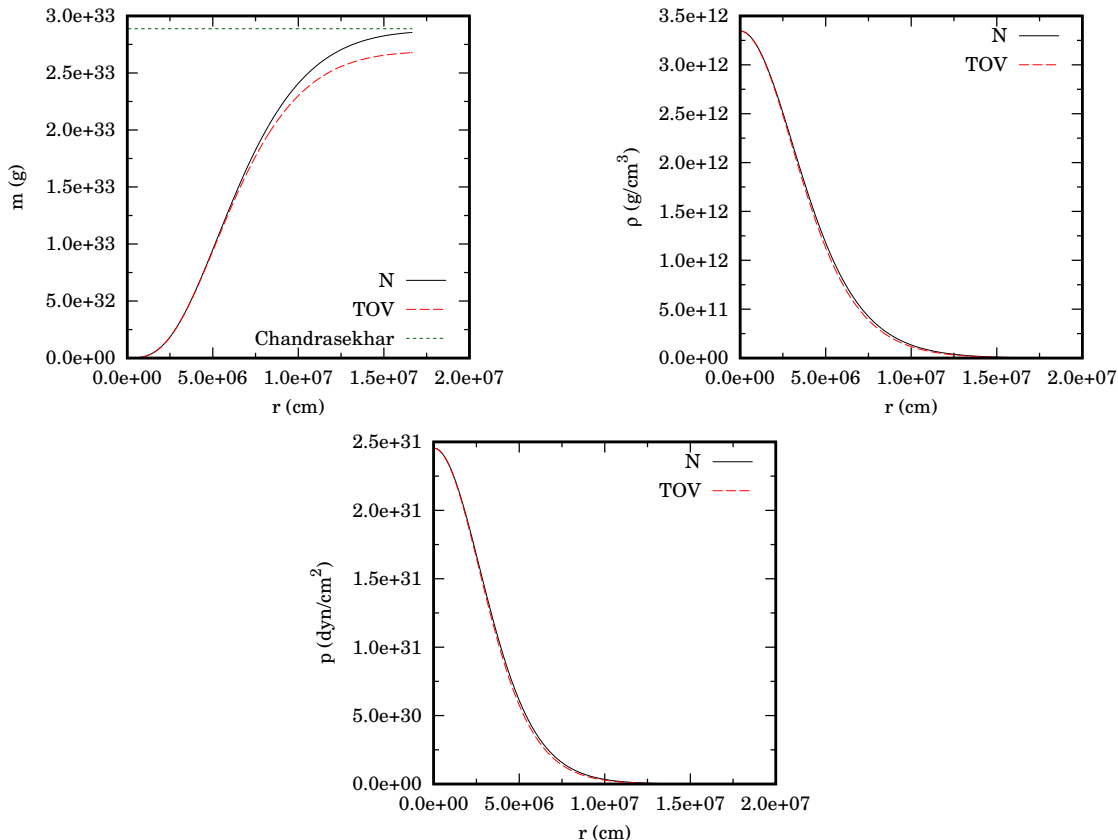 3.0e+33
2.5e+33
2.0e+33
1.5e+33
1.0e+33
5.0e+32
0.0e+00
m (g)
N
TOV
Chandrasekhar
0.0e+00 5.0e+06 1.0e+07 1.5e+07 2.0e+07
r (cm)
3.5e+12
3.0e+12
2.5e+12
2.0e+12
1.5e+12
1.0e+12
5.0e+11
0.0e+00
ρ (g/cm³)
N
TOV
0.0e+00 5.0e+06 1.0e+07 1.5e+07 2.0e+07
r (cm)
2.5e+31
2.0e+31
1.5e+31
1.0e+31
5.0e+30
0.0e+00
p (dyn/cm²)
N
TOV
0.0e+00 5.0e+06 1.0e+07 1.5e+07 2.0e+07
r (cm)